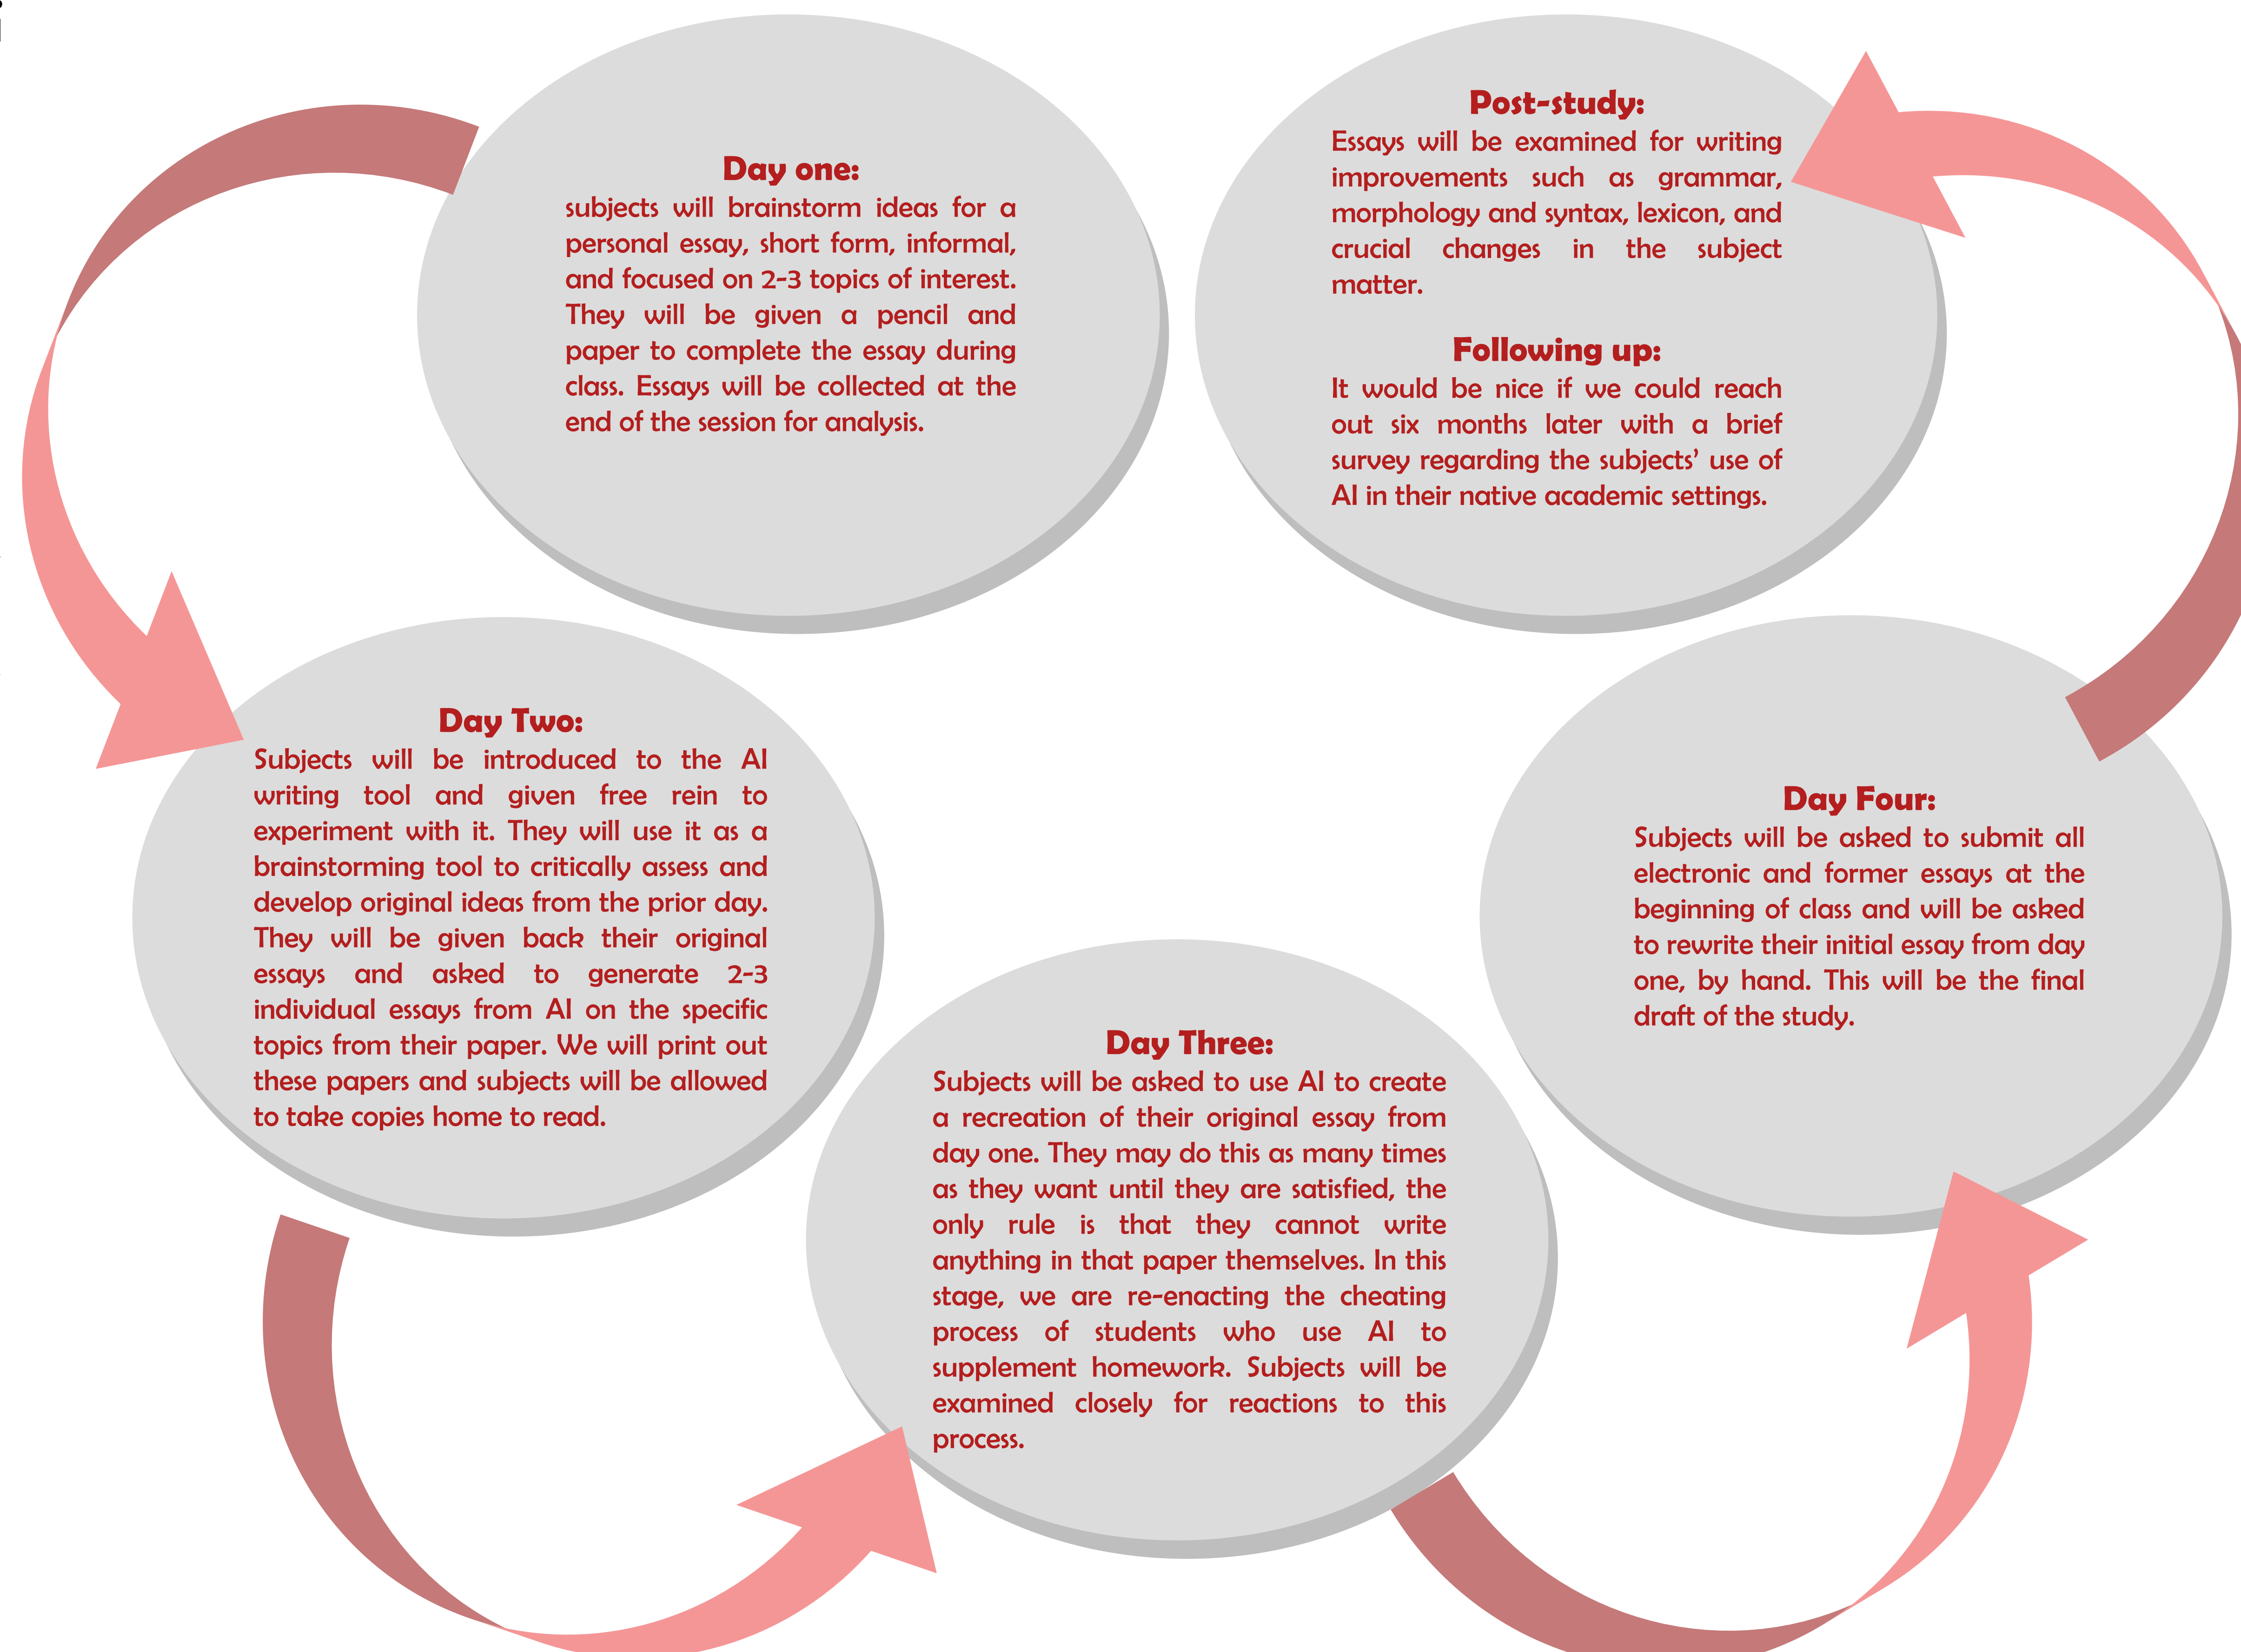 Day one:
subjects will brainstorm ideas for a
personal essay, short form, informal,
and focused on 2-3 topics of interest.
They will be given a pencil and
paper to complete the essay during
class. Essays will be collected at the
end of the session for analysis.
Day Two:
Subjects will be introduced to the AI
writing tool and given free rein to
experiment with it. They will use it as a
brainstorming tool to critically assess and
develop original ideas from the prior day.
They will be given back their original
essays and asked to generate 2-3
individual essays from AI on the specific
topics from their paper. We will print out
these papers and subjects will be allowed
to take copies home to read.
Day Three:
Subjects will be asked to use AI to create
a recreation of their original essay from
day one. They may do this as many times
as they want until they are satisfied, the
only rule is that they cannot write
anything in that paper themselves. In this
stage, we are re-enacting the cheating
process of students who use AI to
supplement homework. Subjects will be
examined closely for reactions to this
process.
Day Four:
Subjects will be asked to submit all
electronic and former essays at the
beginning of class and will be asked
to rewrite their initial essay from day
one, by hand. This will be the final
draft of the study.
Post-study:
Essays will be examined for writing
improvements such as grammar,
morphology and syntax, lexicon, and
crucial changes in the subject
matter.
Following up:
It would be nice if we could reach
out six months later with a brief
survey regarding the subjects' use of
AI in their native academic settings.